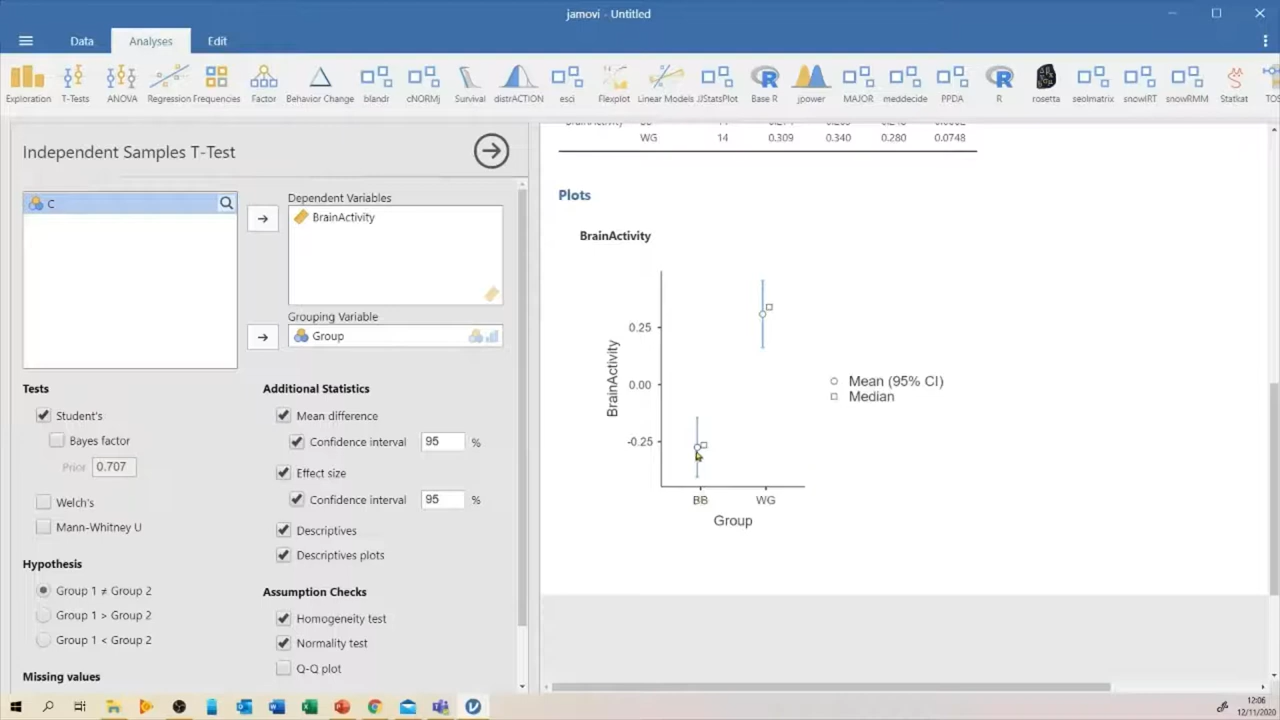 jamovi - Untitled
Data Analyses Edit
Exploration T-Tests ANOVA Regression Frequencies Factor Behavior Change blandr cNORMj Survival distrACTION esci Flexplot Linear Models JJStatsPlot Base R jpower MAJOR meddecide PPDA R rosetta seolmatrix snowIRT snowRMM Statkat
Independent Samples T-Test
C
Dependent Variables
BrainActivity
Grouping Variable
Group
Tests
Student's
Bayes factor
Prior 0.707
Welch's
Mann-Whitney U
Hypothesis
Group 1 ≠ Group 2
Group 1 > Group 2
Group 1 < Group 2
Missing values
Additional Statistics
Mean difference
Confidence interval 95 %
Effect size
Confidence interval 95 %
Descriptives
Descriptives plots
Assumption Checks
Homogeneity test
Normality test
Q-Q plot
WG 14 0.309 0.340 0.280 0.0748
Plots
BrainActivity
BrainActivity
0.25
0.00
-0.25
BB WG
Group
Mean (95% CI)
Median
12:06
12/11/2020